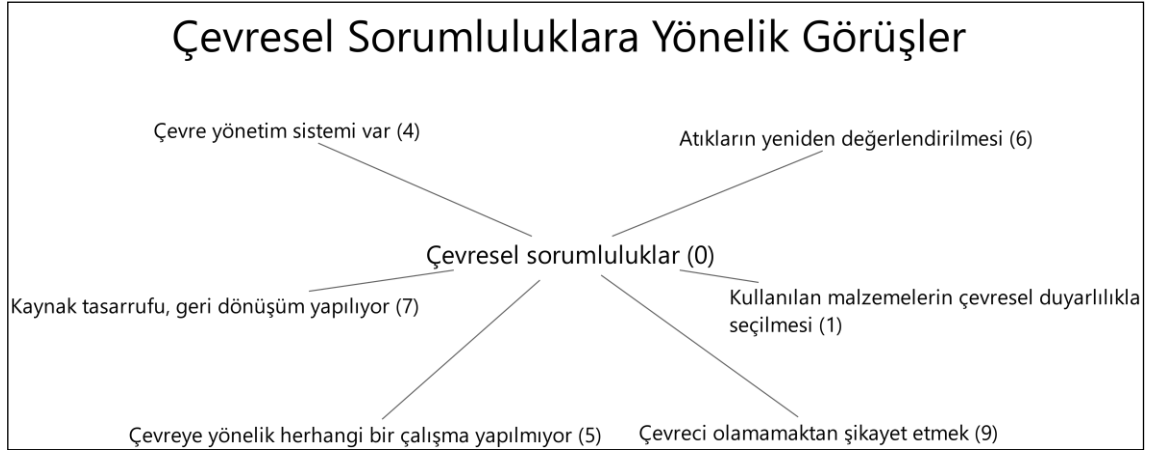 Çevresel Sorumluluklara Yönelik Görüşler
Çevre yönetim sistemi var (4)
Atıkların yeniden değerlendirilmesi (6)
Çevresel sorumluluklar (0)
Kaynak tasarrufu, geri dönüşüm yapılıyor (7)
Kullanılan malzemelerin çevresel duyarlılıkla
seçilmesi (1)
Çevreye yönelik herhangi bir çalışma yapılmıyor (5)
Çevreci olamamaktan şikayet etmek (9)